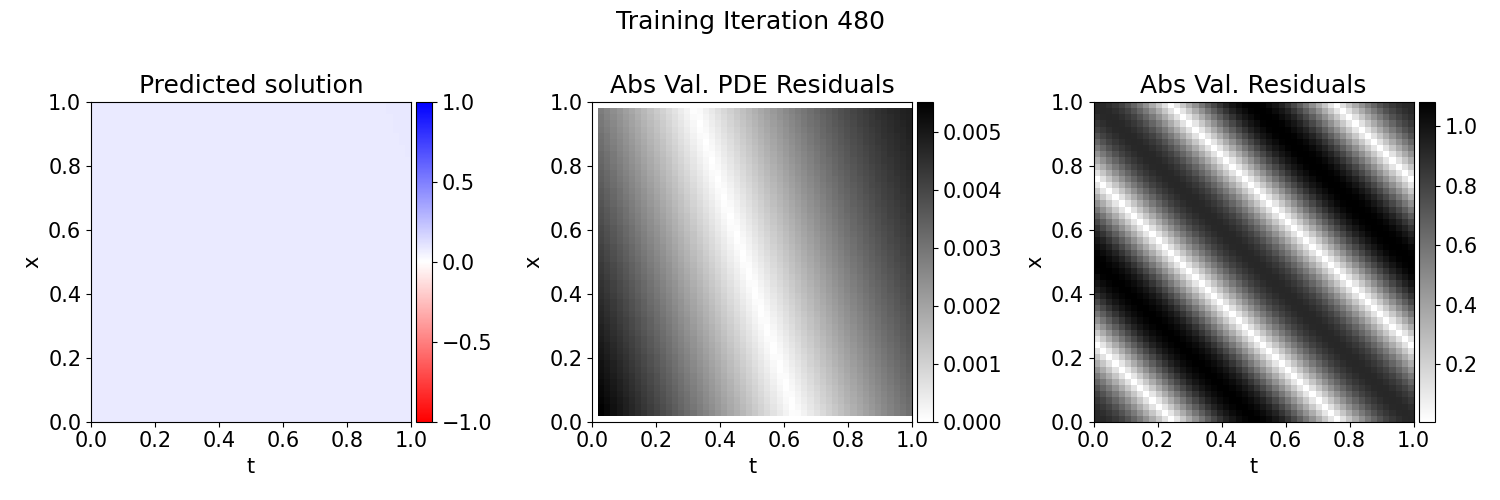 Training Iteration 480
Predicted solution
1.0
0.8
0.6
0.4
0.2
0.0
x
0.0 0.2 0.4 0.6 0.8 1.0
t
1.0
0.5
0.0
−0.5
−1.0
Abs Val. PDE Residuals
1.0
0.8
0.6
0.4
0.2
0.0
x
0.0 0.2 0.4 0.6 0.8 1.0
t
0.005
0.004
0.003
0.002
0.001
0.000
Abs Val. Residuals
1.0
0.8
0.6
0.4
0.2
0.0
x
0.0 0.2 0.4 0.6 0.8 1.0
t
1.0
0.8
0.6
0.4
0.2